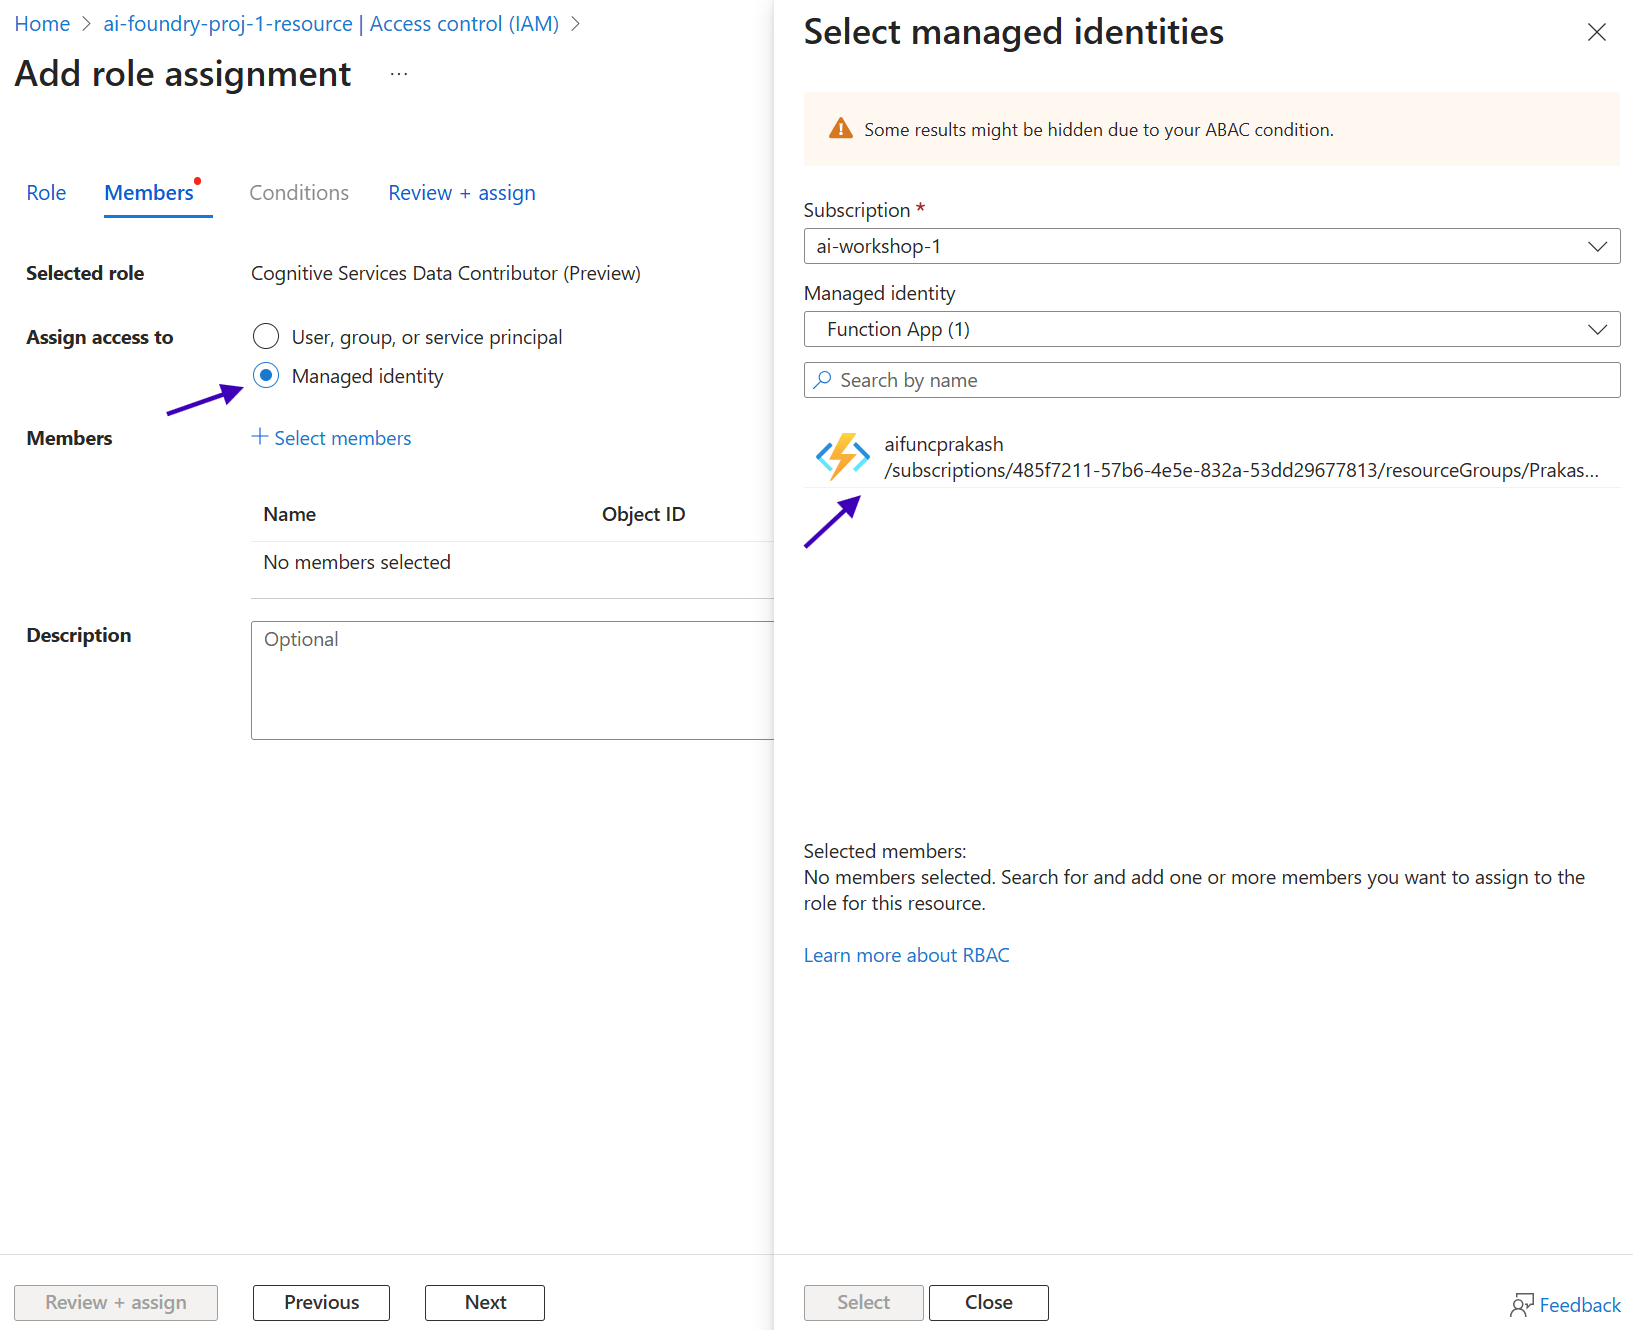 Home > ai-foundry-proj-1-resource | Access control (IAM) >
Add role assignment ...
Role Members Conditions Review + assign
Selected role Cognitive Services Data Contributor (Preview)
Assign access to User, group, or service principal
Managed identity
Members + Select members
Name Object ID
No members selected
Description Optional
Review + assign Previous Next
Select managed identities
Some results might be hidden due to your ABAC condition.
Subscription *
ai-workshop-1
Managed identity
Function App (1)
Search by name
aifuncprakash
/subscriptions/485f7211-57b6-4e5e-832a-53dd29677813/resourceGroups/Prakas...
Selected members:
No members selected. Search for and add one or more members you want to assign to the
role for this resource.
Learn more about RBAC
Select Close Feedback